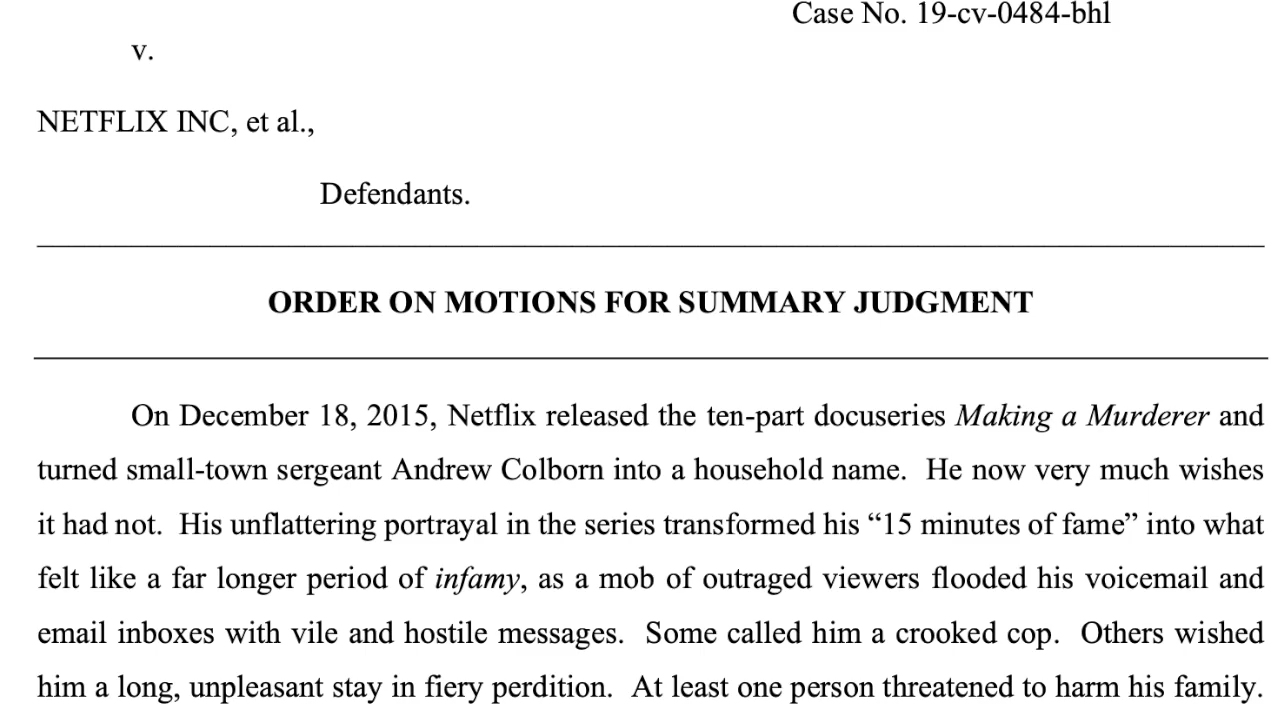 Case No. 19-cv-0484-bhl
v.
NETFLIX INC, et al.,
Defendants.
ORDER ON MOTIONS FOR SUMMARY JUDGMENT
On December 18, 2015, Netflix released the ten-part docuseries Making a Murderer and
turned small-town sergeant Andrew Colborn into a household name.  He now very much wishes
it had not.  His unflattering portrayal in the series transformed his “15 minutes of fame” into what
felt like a far longer period of infamy, as a mob of outraged viewers flooded his voicemail and
email inboxes with vile and hostile messages.  Some called him a crooked cop.  Others wished
him a long, unpleasant stay in fiery perdition.  At least one person threatened to harm his family.